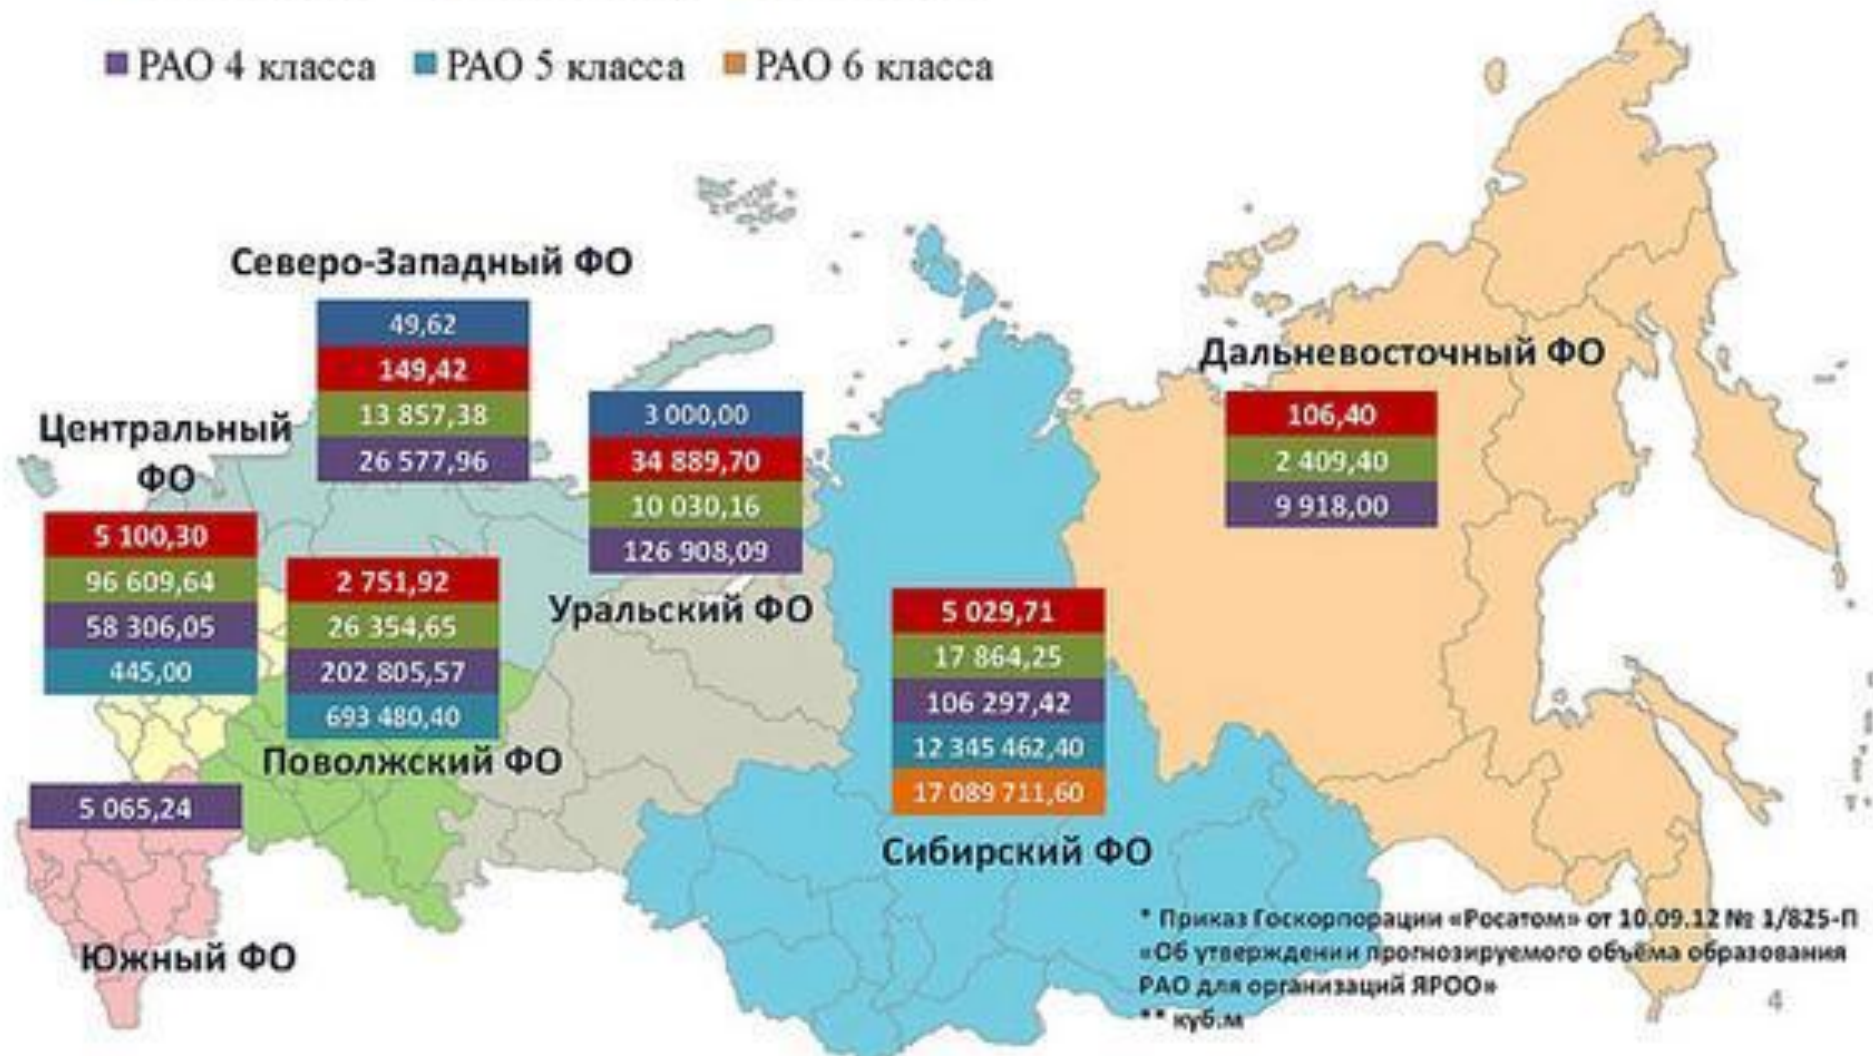 РАО 4 класса РАО 5 класса РАО 6 класса
Северо-Западный ФО
49,62
149,42
13 857,38
26 577,96
Центральный
ФО
5 100,30
96 609,64
58 306,05
445,00
2 751,92
26 354,65
202 805,57
693 480,40
Поволжский ФО
3 000,00
34 889,70
10 030,16
126 908,09
Уральский ФО
Дальневосточный ФО
106,40
2 409,40
9 918,00
5 029,71
17 864,25
106 297,42
12 345 462,40
17 089 711,60
Сибирский ФО
5 065,24
Южный ФО
* Приказ Госкорпорации «Росатом» от 10.09.12 № 1/825-П
«Об утверждении прогнозируемого объёма образования
РАО для организаций ЯРОО»
** куб.м
4